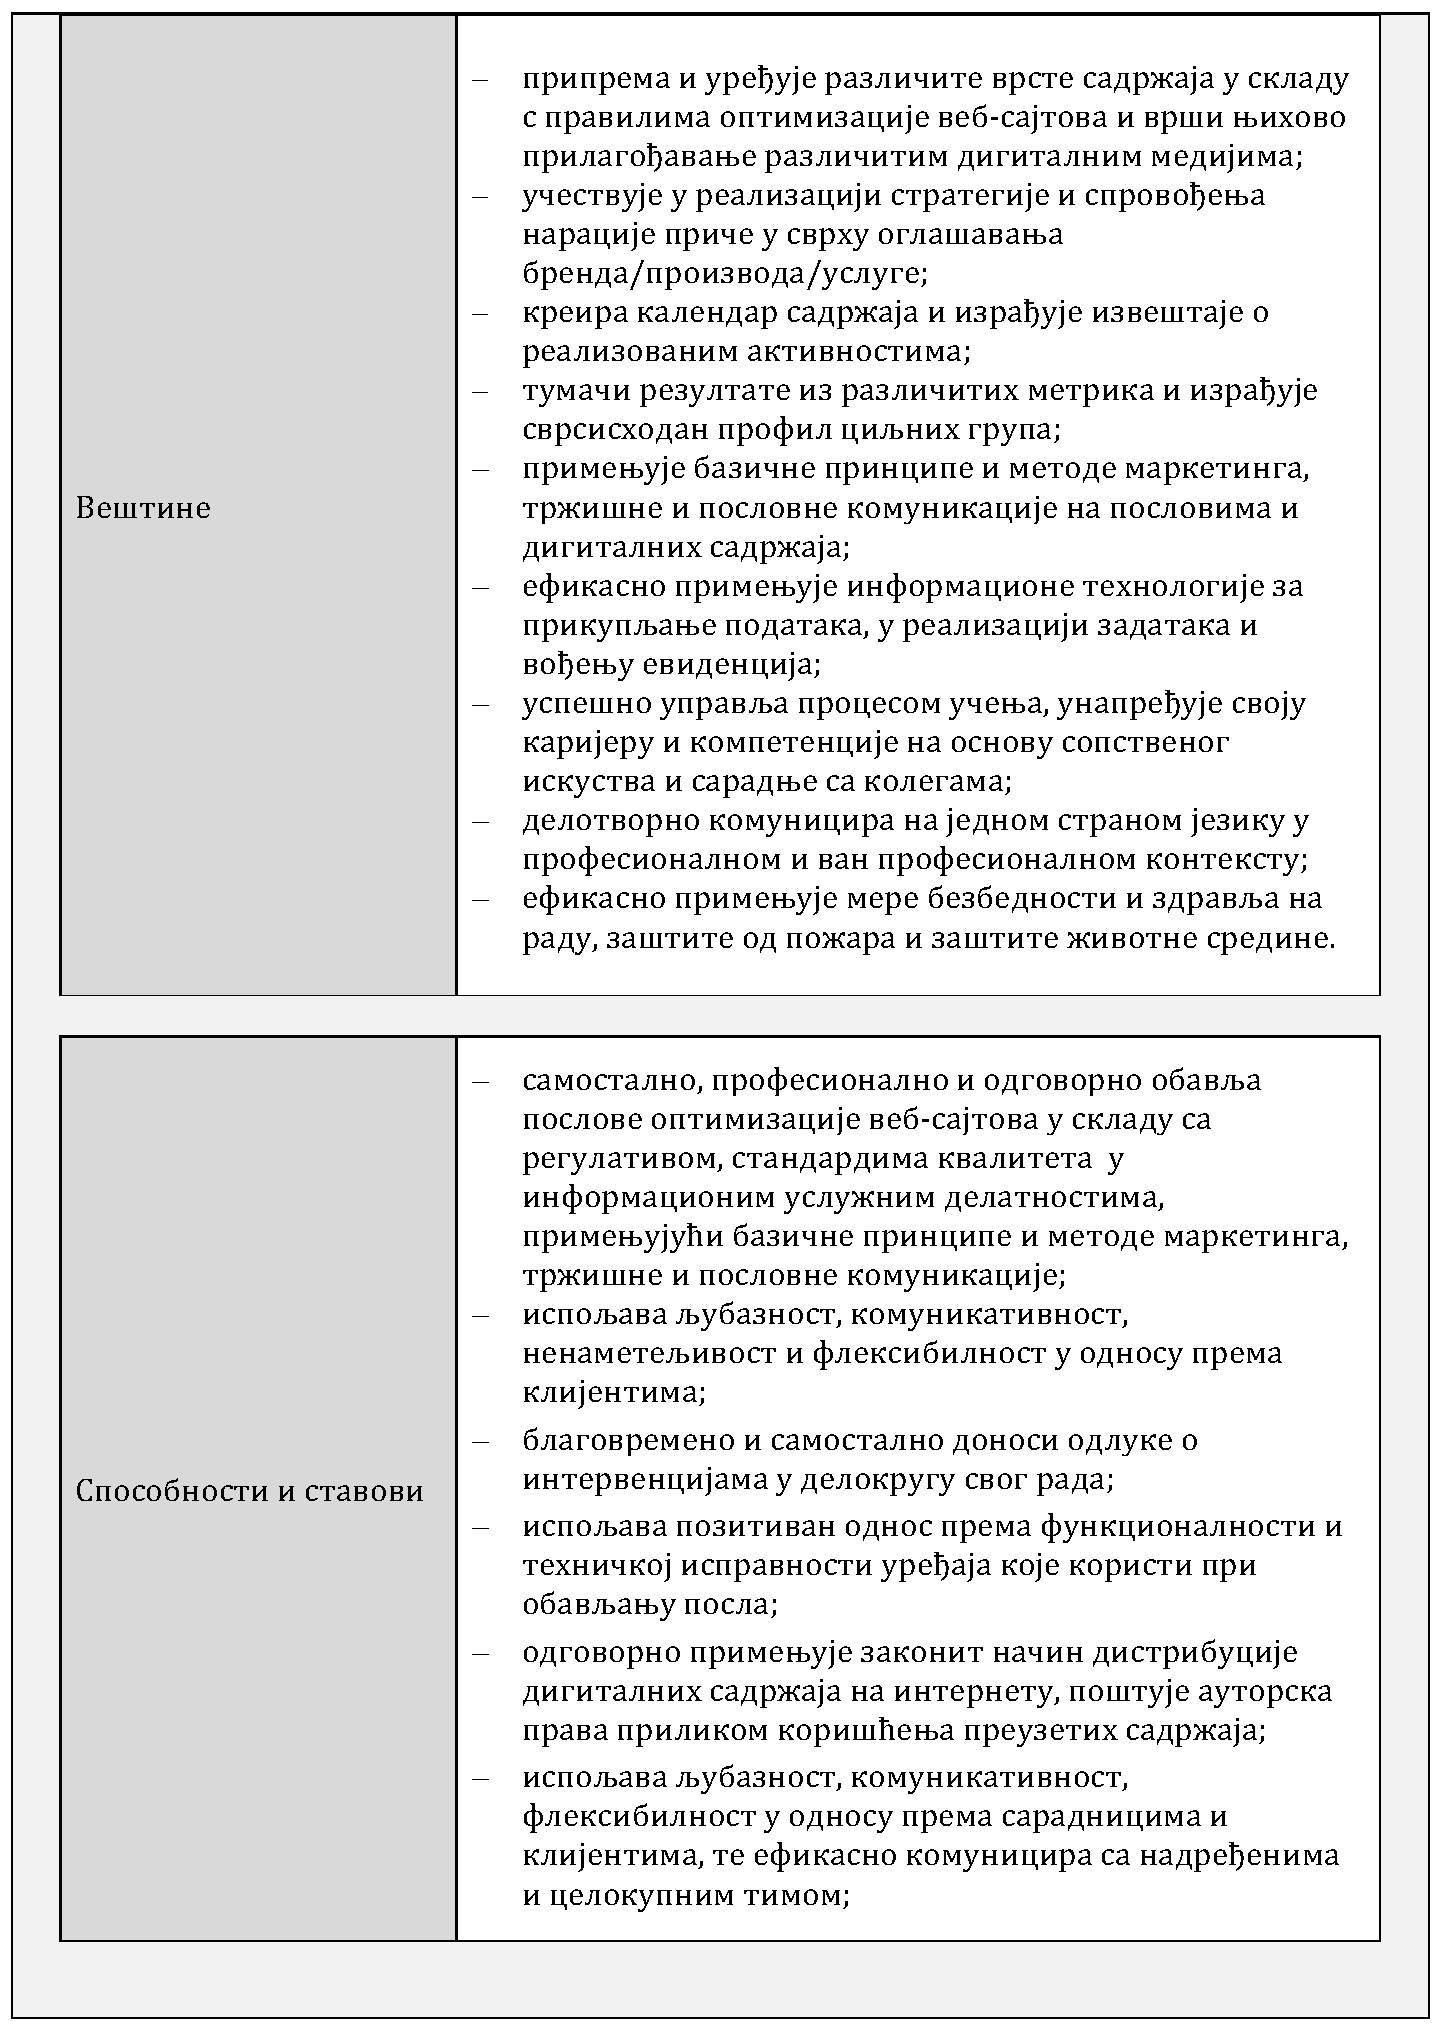 Вештине
– припрема и уређује различите врсте садржаја у складу
с правилима оптимизације веб-сајтова и врши њихово
прилагођавање различитим дигиталним медијима;
– учествује у реализацији стратегије и спровођења
нарације приче у сврху оглашавања
бренда/производа/услуге;
– креира календар садржаја и израђује извештаје о
реализованим активностима;
– тумачи резултате из различитих метрика и израђује
сврсисходан профил циљних група;
– примењује базичне принципе и методе маркетинга,
тржишне и пословне комуникације на пословима и
дигиталних садржаја;
– ефикасно примењује информационе технологије за
прикупљање података, у реализацији задатака и
вођењу евиденција;
– успешно управља процесом учења, унапређује своју
каријеру и компетенције на основу сопственог
искуства и сарадње са колегама;
– делотворно комуницира на једном страном језику у
професионалном и ван професионалном контексту;
– ефикасно примењује мере безбедности и здравља на
раду, заштите од пожара и заштите животне средине.
Способности и ставови
– самостално, професионално и одговорно обавља
послове оптимизације веб-сајтова у складу са
регулативом, стандардима квалитета у
информационим услужним делатностима,
примењујући базичне принципе и методе маркетинга,
тржишне и пословне комуникације;
– испољава љубазност, комуникативност,
ненаметељивост и флексибилност у односу према
клијентима;
– благовремено и самостално доноси одлуке о
интервенцијама у делокругу свог рада;
– испољава позитиван однос према функционалности и
техничкој исправности уређаја које користи при
обављању посла;
– одговорно примењује законит начин дистрибуције
дигиталних садржаја на интернету, поштује ауторска
права приликом коришћења преузетих садржаја;
– испољава љубазност, комуникативност,
флексибилност у односу према сарадницима и
клијентима, те ефикасно комуницира са надређенима
и целокупним тимом;